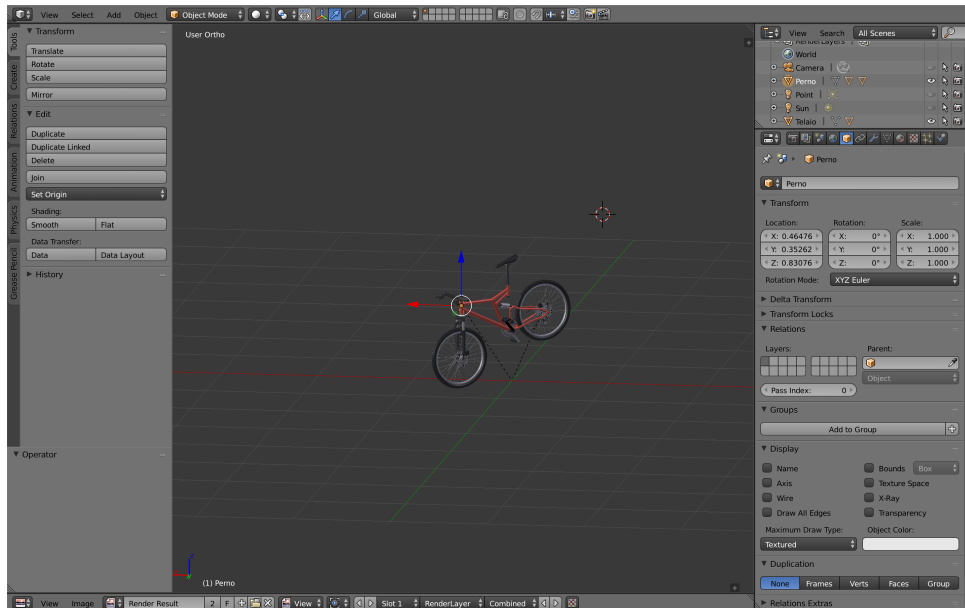 View Select Add Object Object Mode Global
View Search All Scenes
User Ortho
Tools
Create
Relations
Animation
Physics
Grease Pencil
Transform
Translate
Rotate
Scale
Mirror
Edit
Duplicate
Duplicate Linked
Delete
Join
Set Origin
Shading:
Smooth Flat
Data Transfer:
Data Data Layout
History
Operator
(1) Perno
RenderLayers
World
Camera
Perno
Point
Sun
Telaio
Perno
Perno
Transform
Location: Rotation: Scale:
X: 0.46476 X: 0° X: 1.000
Y: 0.35262 Y: 0° Y: 1.000
Z: 0.83076 Z: 0° Z: 1.000
Rotation Mode: XYZ Euler
Delta Transform
Transform Locks
Relations
Layers: Parent:
Object
Pass Index: 0
Groups
Add to Group
Display
Name Bounds Box
Axis Texture Space
Wire X-Ray
Draw All Edges Transparency
Maximum Draw Type: Object Color:
Textured
Duplication
None Frames Verts Faces Group
Relations Extras
View Image Render Result 2 F View Slot 1 RenderLayer Combined